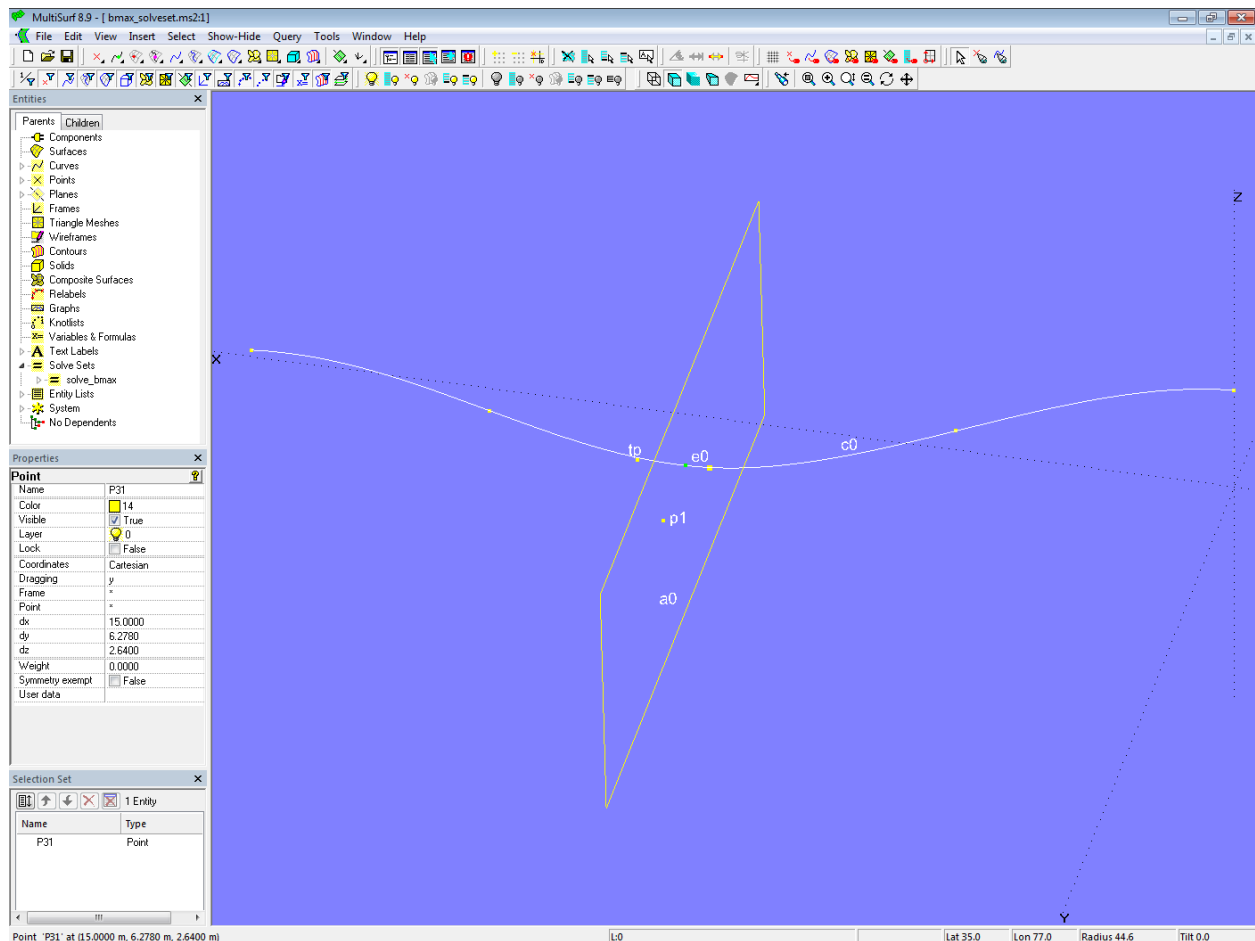 MultiSurf 8.9 - [ bmax_solveset.ms2:1]
File Edit View Insert Select Show-Hide Query Tools Window Help
Entities
Parents Children
Components
Surfaces
Curves
Points
Planes
Frames
Triangle Meshes
Wireframes
Contours
Solids
Composite Surfaces
Relabels
Graphs
Knotlists
Variables & Formulas
Text Labels
Solve Sets
solve_bmax
Entity Lists
System
No Dependents
Properties
Point
Name P31
Color 14
Visible True
Layer 0
Lock False
Coordinates Cartesian
Dragging y
Frame *
Point *
dx 15.0000
dy 6.2780
dz 2.6400
Weight 0.0000
Symmetry exempt False
User data
Selection Set
1 Entity
Name Type
P31 Point
Z
X
tp
e0
c0
p1
a0
Y
Point 'P31' at (15.0000 m, 6.2780 m, 2.6400 m) L:0 Lat 35.0 Lon 77.0 Radius 44.6 Tilt 0.0